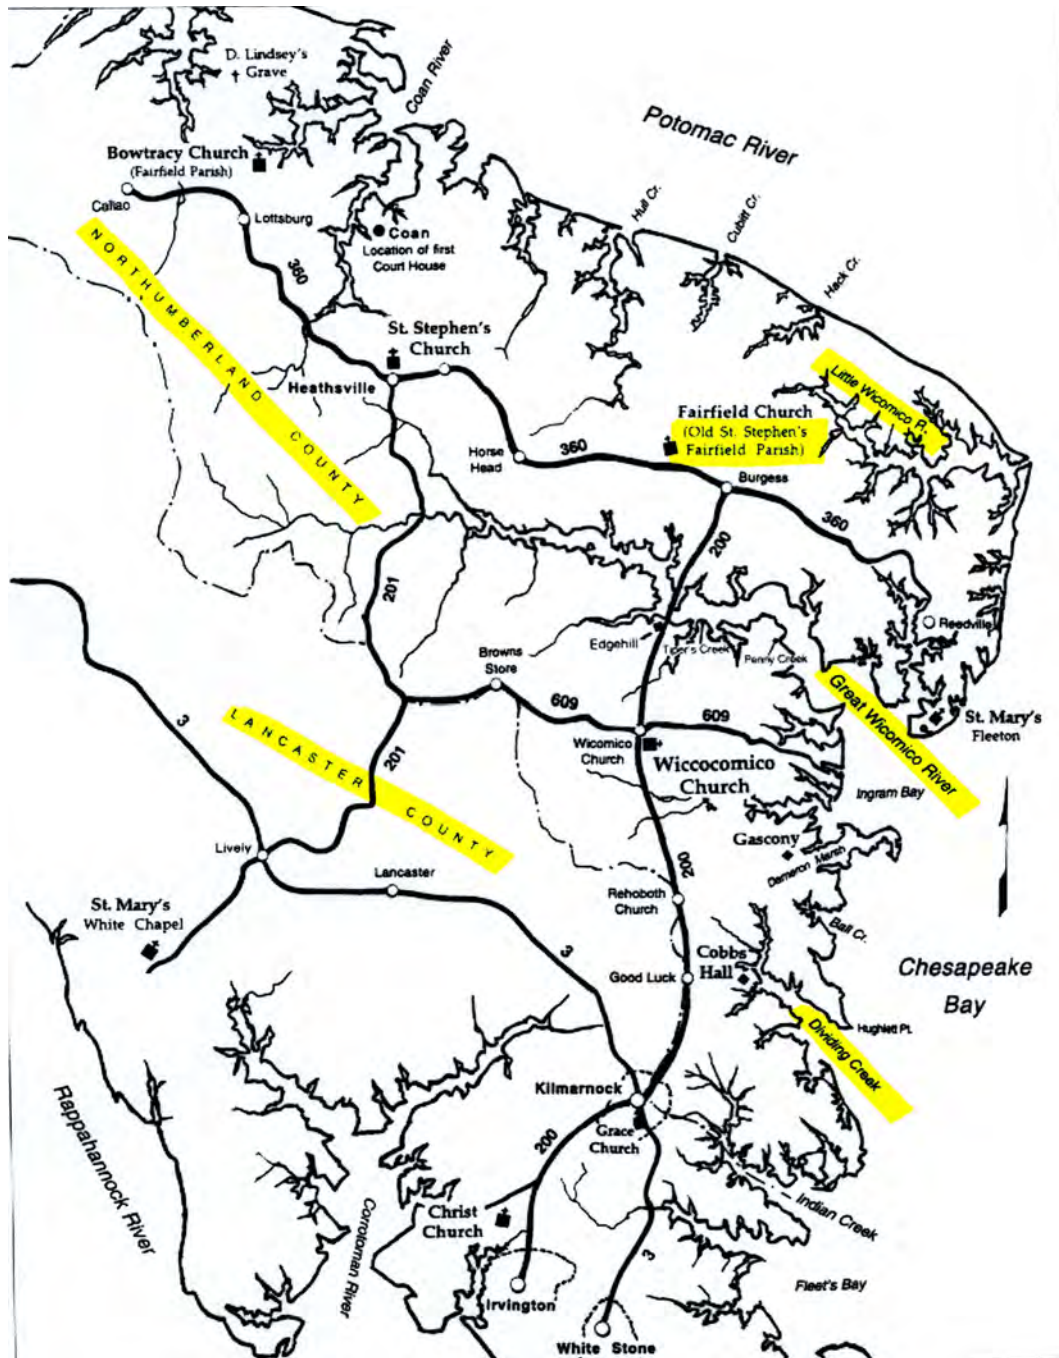 D. Lindsey's
Grave
Coan River
Potomac River
Bowtracy Church
(Fairfield Parish)
Callao
Lottsburg
Coan
Location of first
Court House
Hull Cr.
Cubitt Cr.
Hack Cr.
NORTHUMBERLAND COUNTY
360
St. Stephen's
Church
Heathsville
Little Wicomico R.
Fairfield Church
(Old St. Stephen's
Fairfield Parish)
Horse
Head
360
Burgess
360
200
201
Edgehill
Tiper's Creek
Penny Creek
Reedville
Browns
Store
609
609
Great Wicomico River
St. Mary's
Fleeton
3
LANCASTER COUNTY
201
Wicomico
Church
Wiccocomico
Church
Ingram Bay
Gascony
Dameron Marsh
Lively
Lancaster
200
Rehoboth
Church
St. Mary's
White Chapel
Ball Cr.
Cobbs
Hall
3
Good Luck
Chesapeake
Bay
Hughlett Pt.
Dividing Creek
Kilmarnock
Grace
Church
200
Rappahannock River
Corrotoman River
Christ
Church
Indian Creek
3
Fleet's Bay
Irvington
White Stone